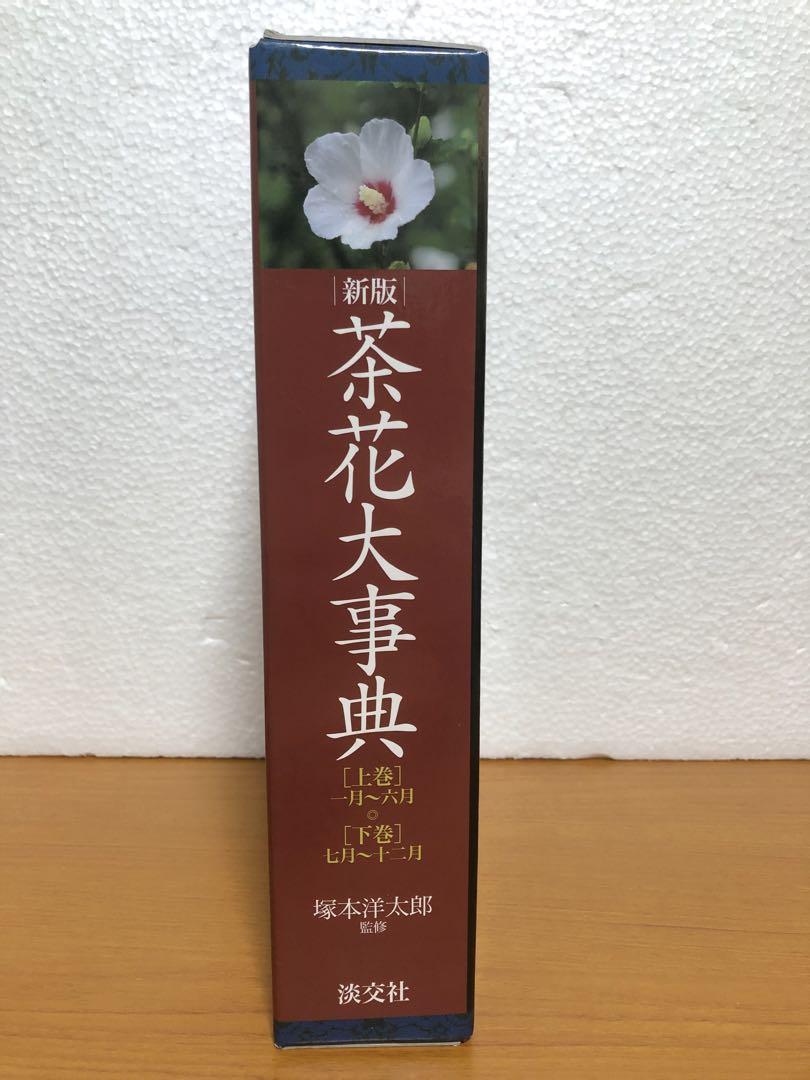 新版
茶花大事典
[上巻]
一月～六月
◎
[下巻]
七月～十二月
塚本洋太郎
監修
淡交社